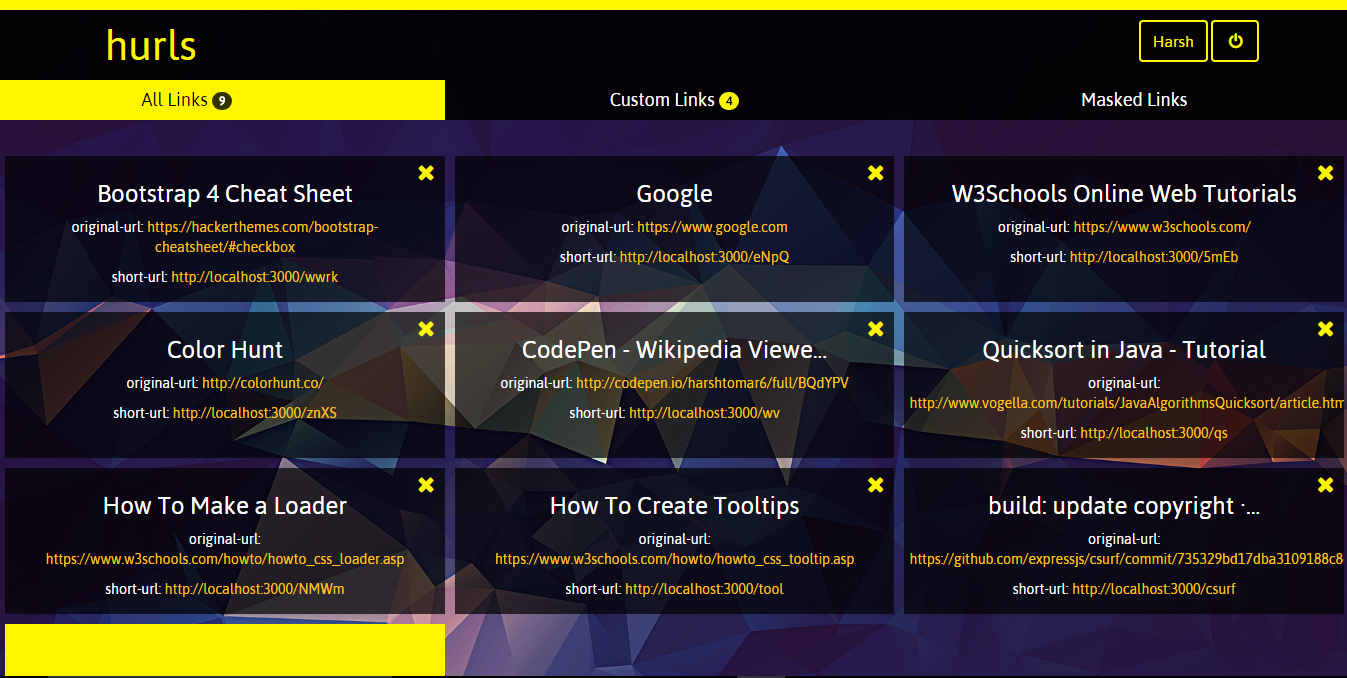 hurls
Harsh
All Links 9
Custom Links 4
Masked Links
Bootstrap 4 Cheat Sheet
original-url: https://hackerthemes.com/bootstrap-
cheatsheet/#checkbox
short-url: http://localhost:3000/wwrk
Google
original-url: https://www.google.com
short-url: http://localhost:3000/eNpQ
W3Schools Online Web Tutorials
original-url: https://www.w3schools.com/
short-url: http://localhost:3000/5mEb
Color Hunt
original-url: http://colorhunt.co/
short-url: http://localhost:3000/znXS
CodePen - Wikipedia Viewe...
original-url: http://codepen.io/harshtomar6/full/BQdYPV
short-url: http://localhost:3000/wv
Quicksort in Java - Tutorial
original-url:
http://www.vogella.com/tutorials/JavaAlgorithmsQuicksort/article.htm
short-url: http://localhost:3000/qs
How To Make a Loader
original-url:
https://www.w3schools.com/howto/howto_css_loader.asp
short-url: http://localhost:3000/NMWm
How To Create Tooltips
original-url:
https://www.w3schools.com/howto/howto_css_tooltip.asp
short-url: http://localhost:3000/tool
build: update copyright ·...
original-url:
https://github.com/expressjs/csurf/commit/735329bd17dba3109188c8
short-url: http://localhost:3000/csurf